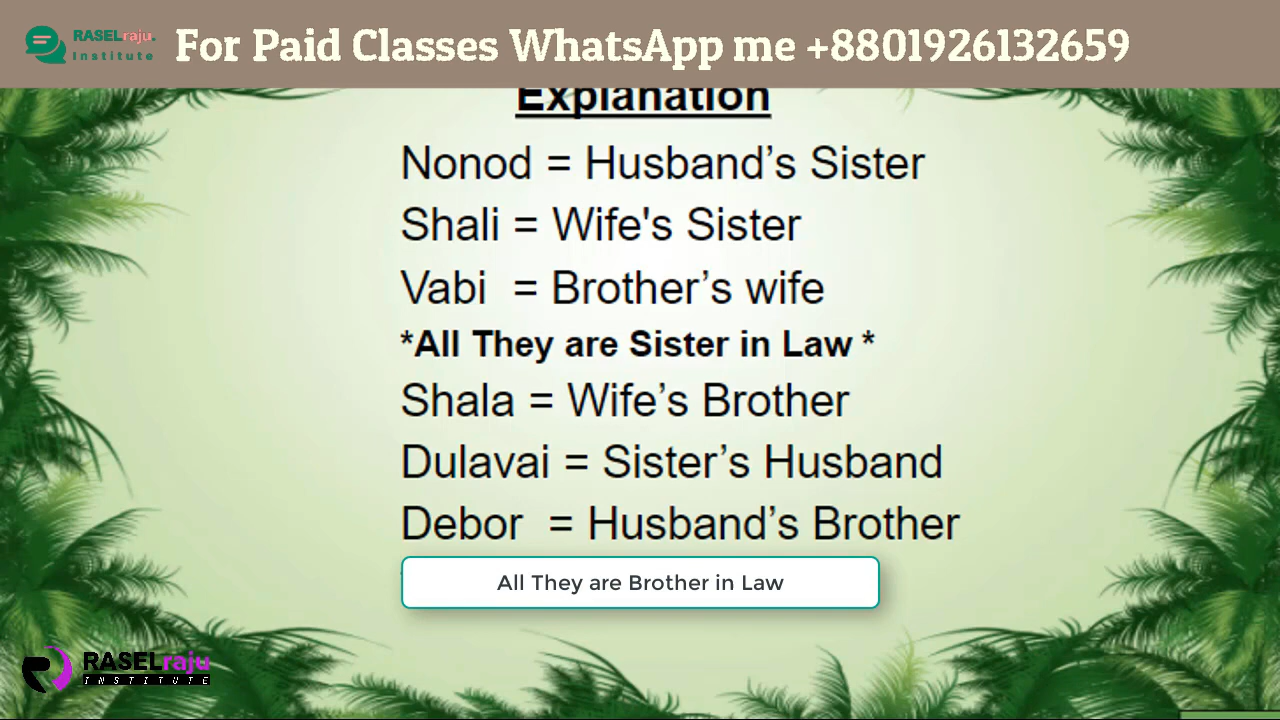 RASELraju.
Institute
For Paid Classes WhatsApp me +8801926132659
Explanation
Nonod = Husband’s Sister
Shali = Wife's Sister
Vabi = Brother’s wife
*All They are Sister in Law *
Shala = Wife’s Brother
Dulavai = Sister’s Husband
Debor = Husband’s Brother
All They are Brother in Law
RASELraju
INSTITUTE